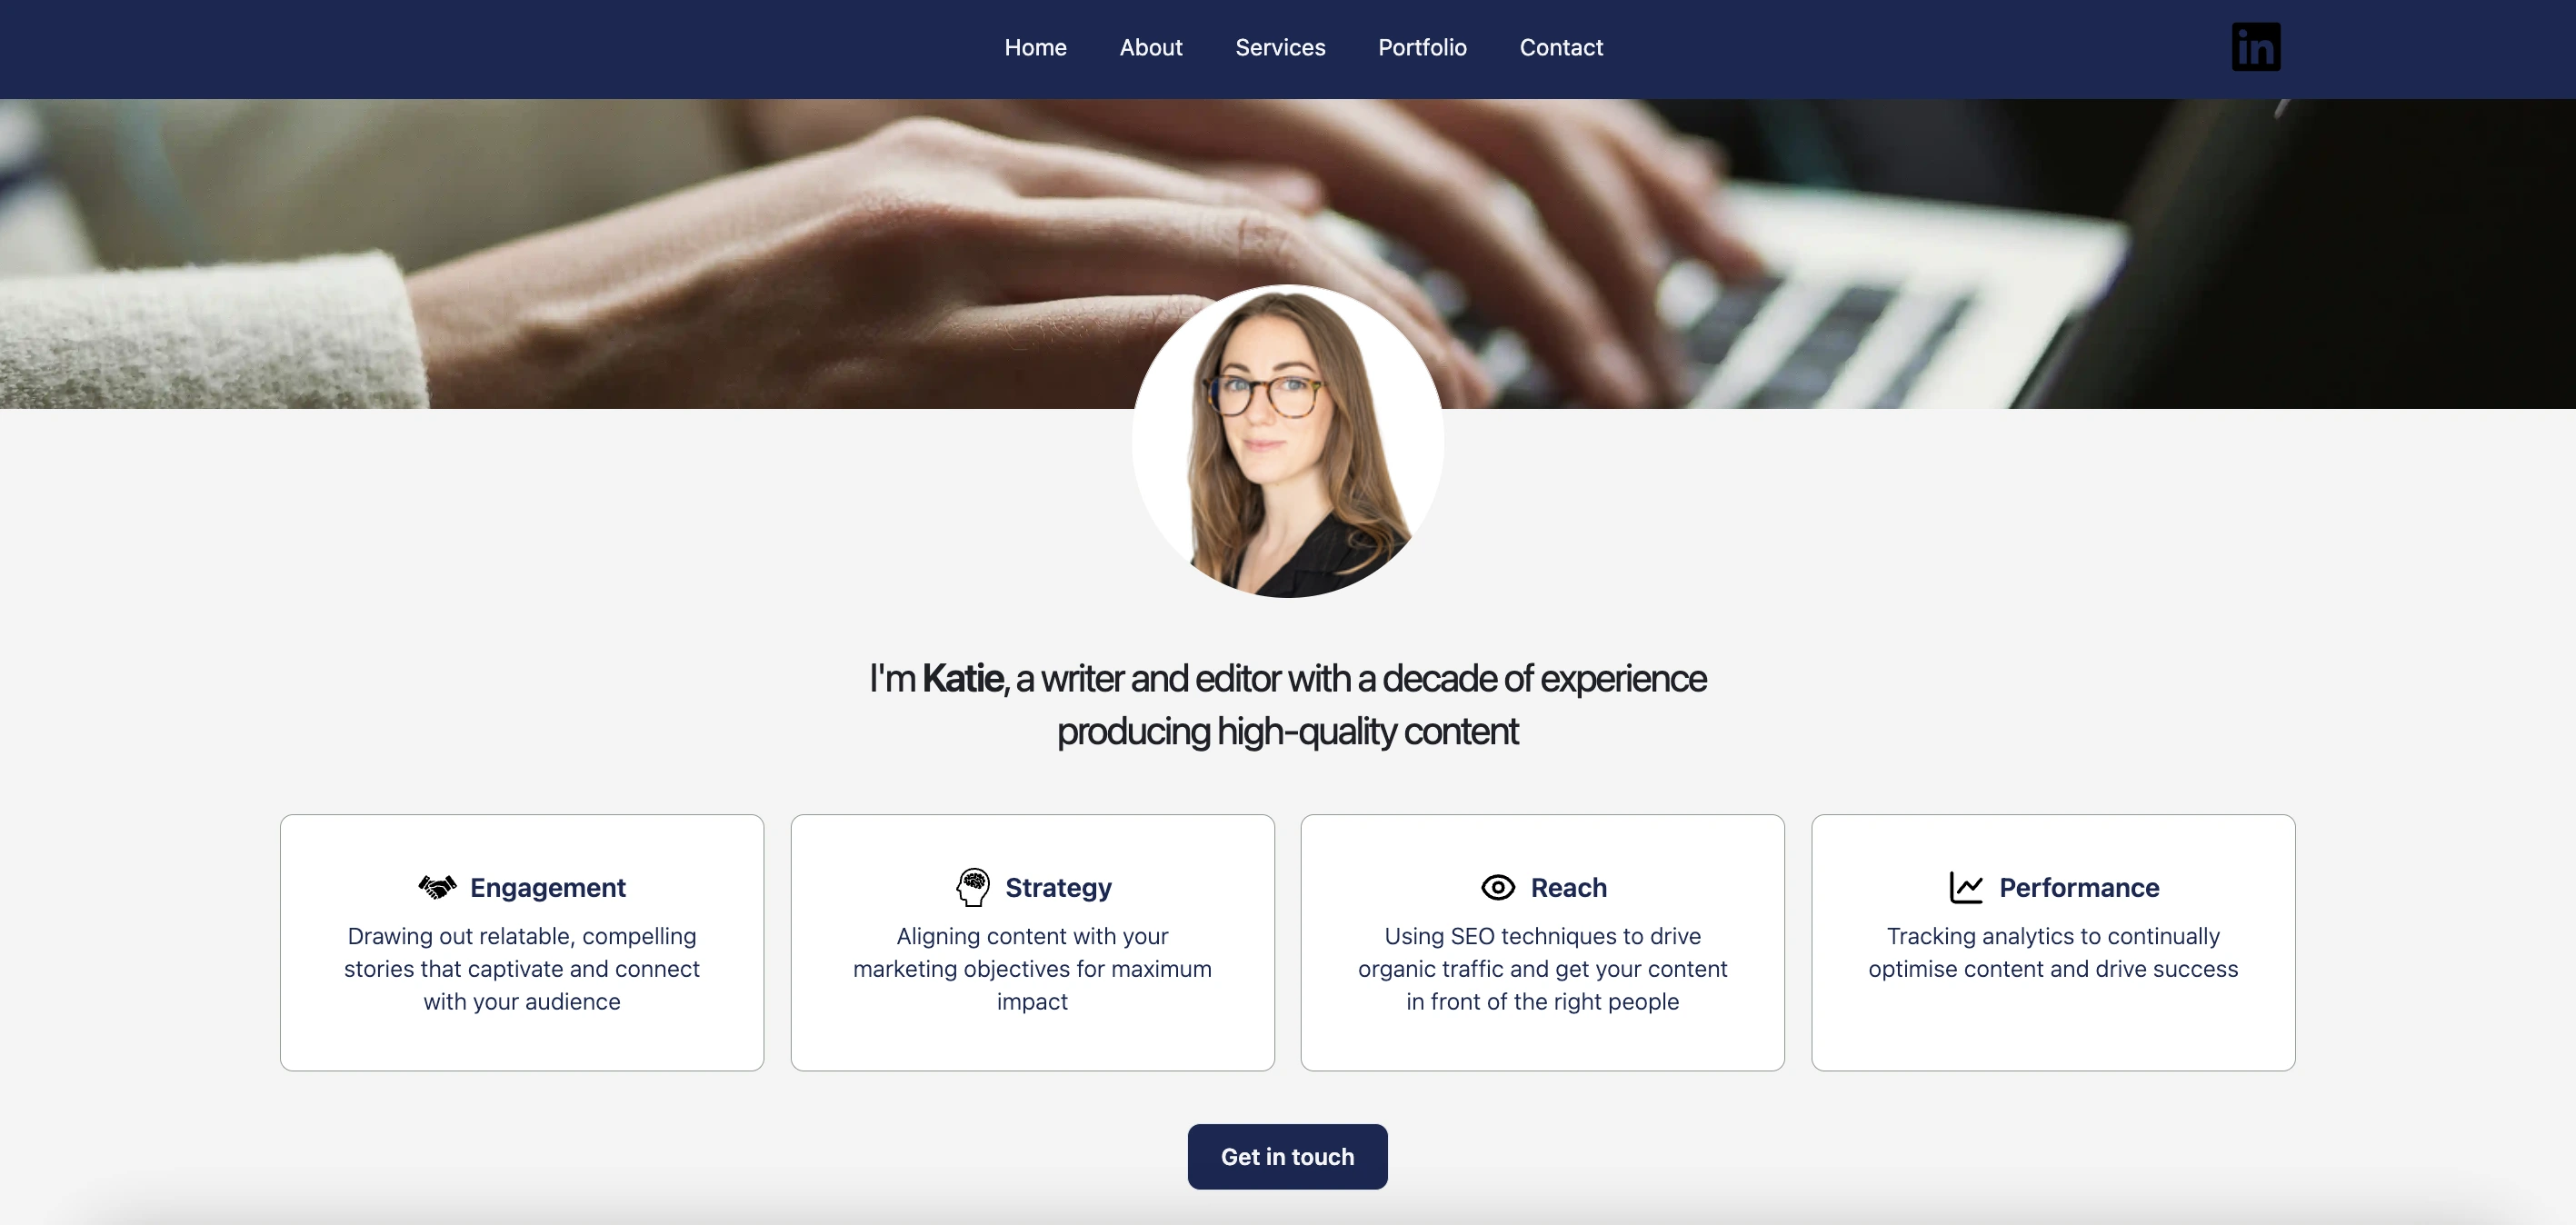 Home About Services Portfolio Contact in
I'm Katie, a writer and editor with a decade of experience
producing high-quality content
Engagement
Drawing out relatable, compelling
stories that captivate and connect
with your audience
Strategy
Aligning content with your
marketing objectives for maximum
impact
Reach
Using SEO techniques to drive
organic traffic and get your content
in front of the right people
Performance
Tracking analytics to continually
optimise content and drive success
Get in touch